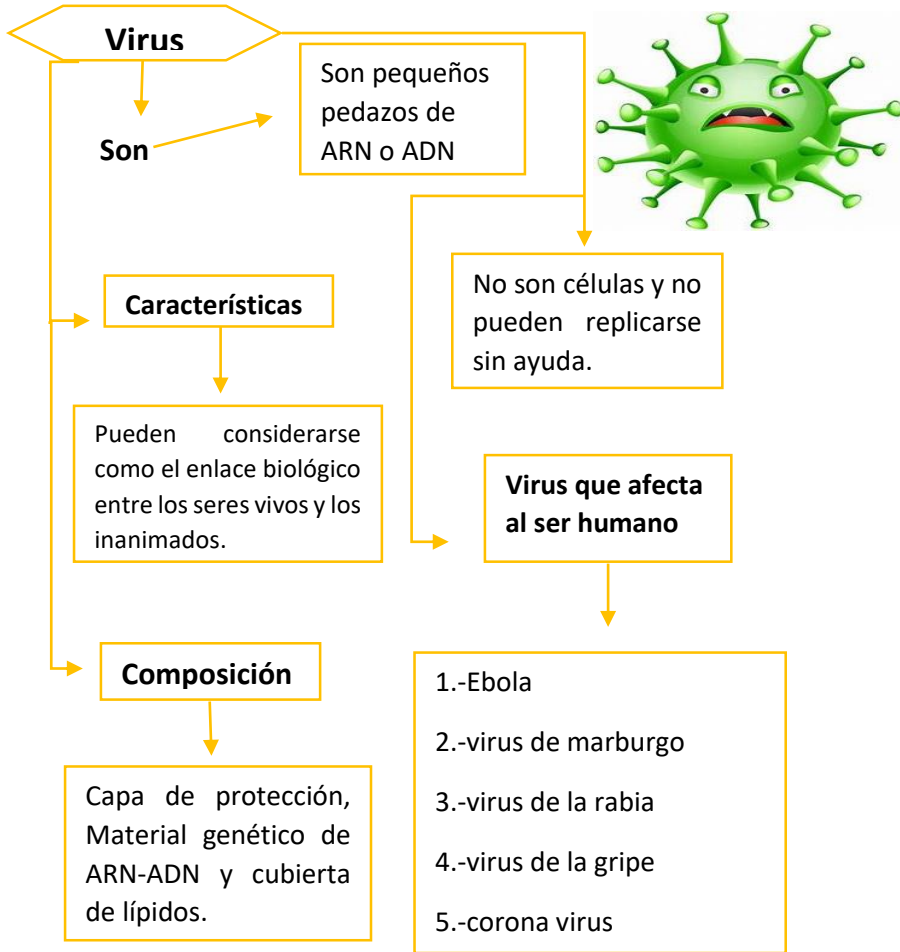 Virus
Son
Son pequeños
pedazos de
ARN o ADN
No son células y no
pueden replicarse
sin ayuda.
Características
Pueden considerarse
como el enlace biológico
entre los seres vivos y los
inanimados.
Virus que afecta
al ser humano
Composición
Capa de protección,
Material genético de
ARN-ADN y cubierta
de lípidos.
1.-Ebola
2.-virus de marburgo
3.-virus de la rabia
4.-virus de la gripe
5.-corona virus